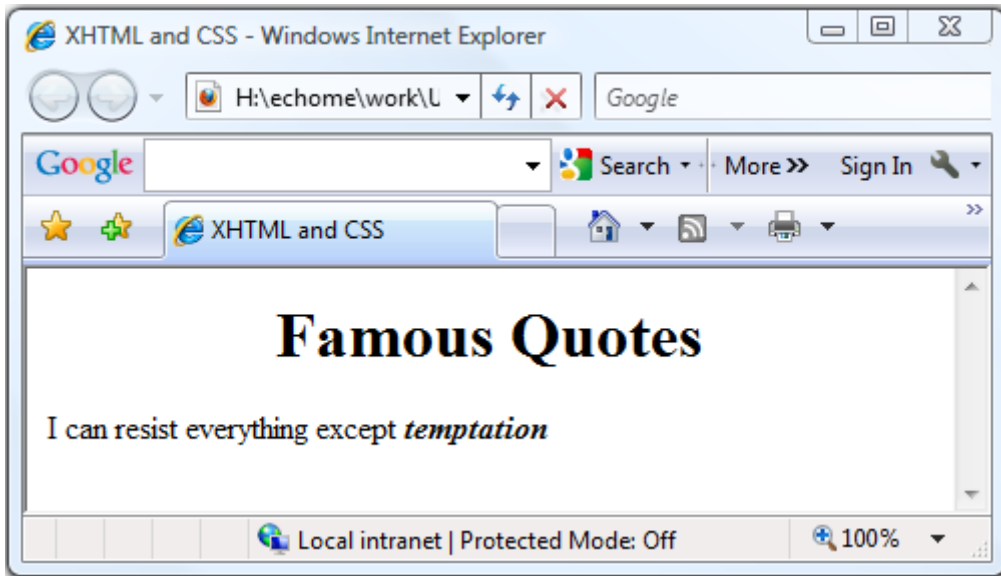 XHTML and CSS - Windows Internet Explorer
H:\echome\work\U Google
Google Search More >> Sign In
XHTML and CSS >>
Famous Quotes
I can resist everything except temptation
Local intranet | Protected Mode: Off 100%